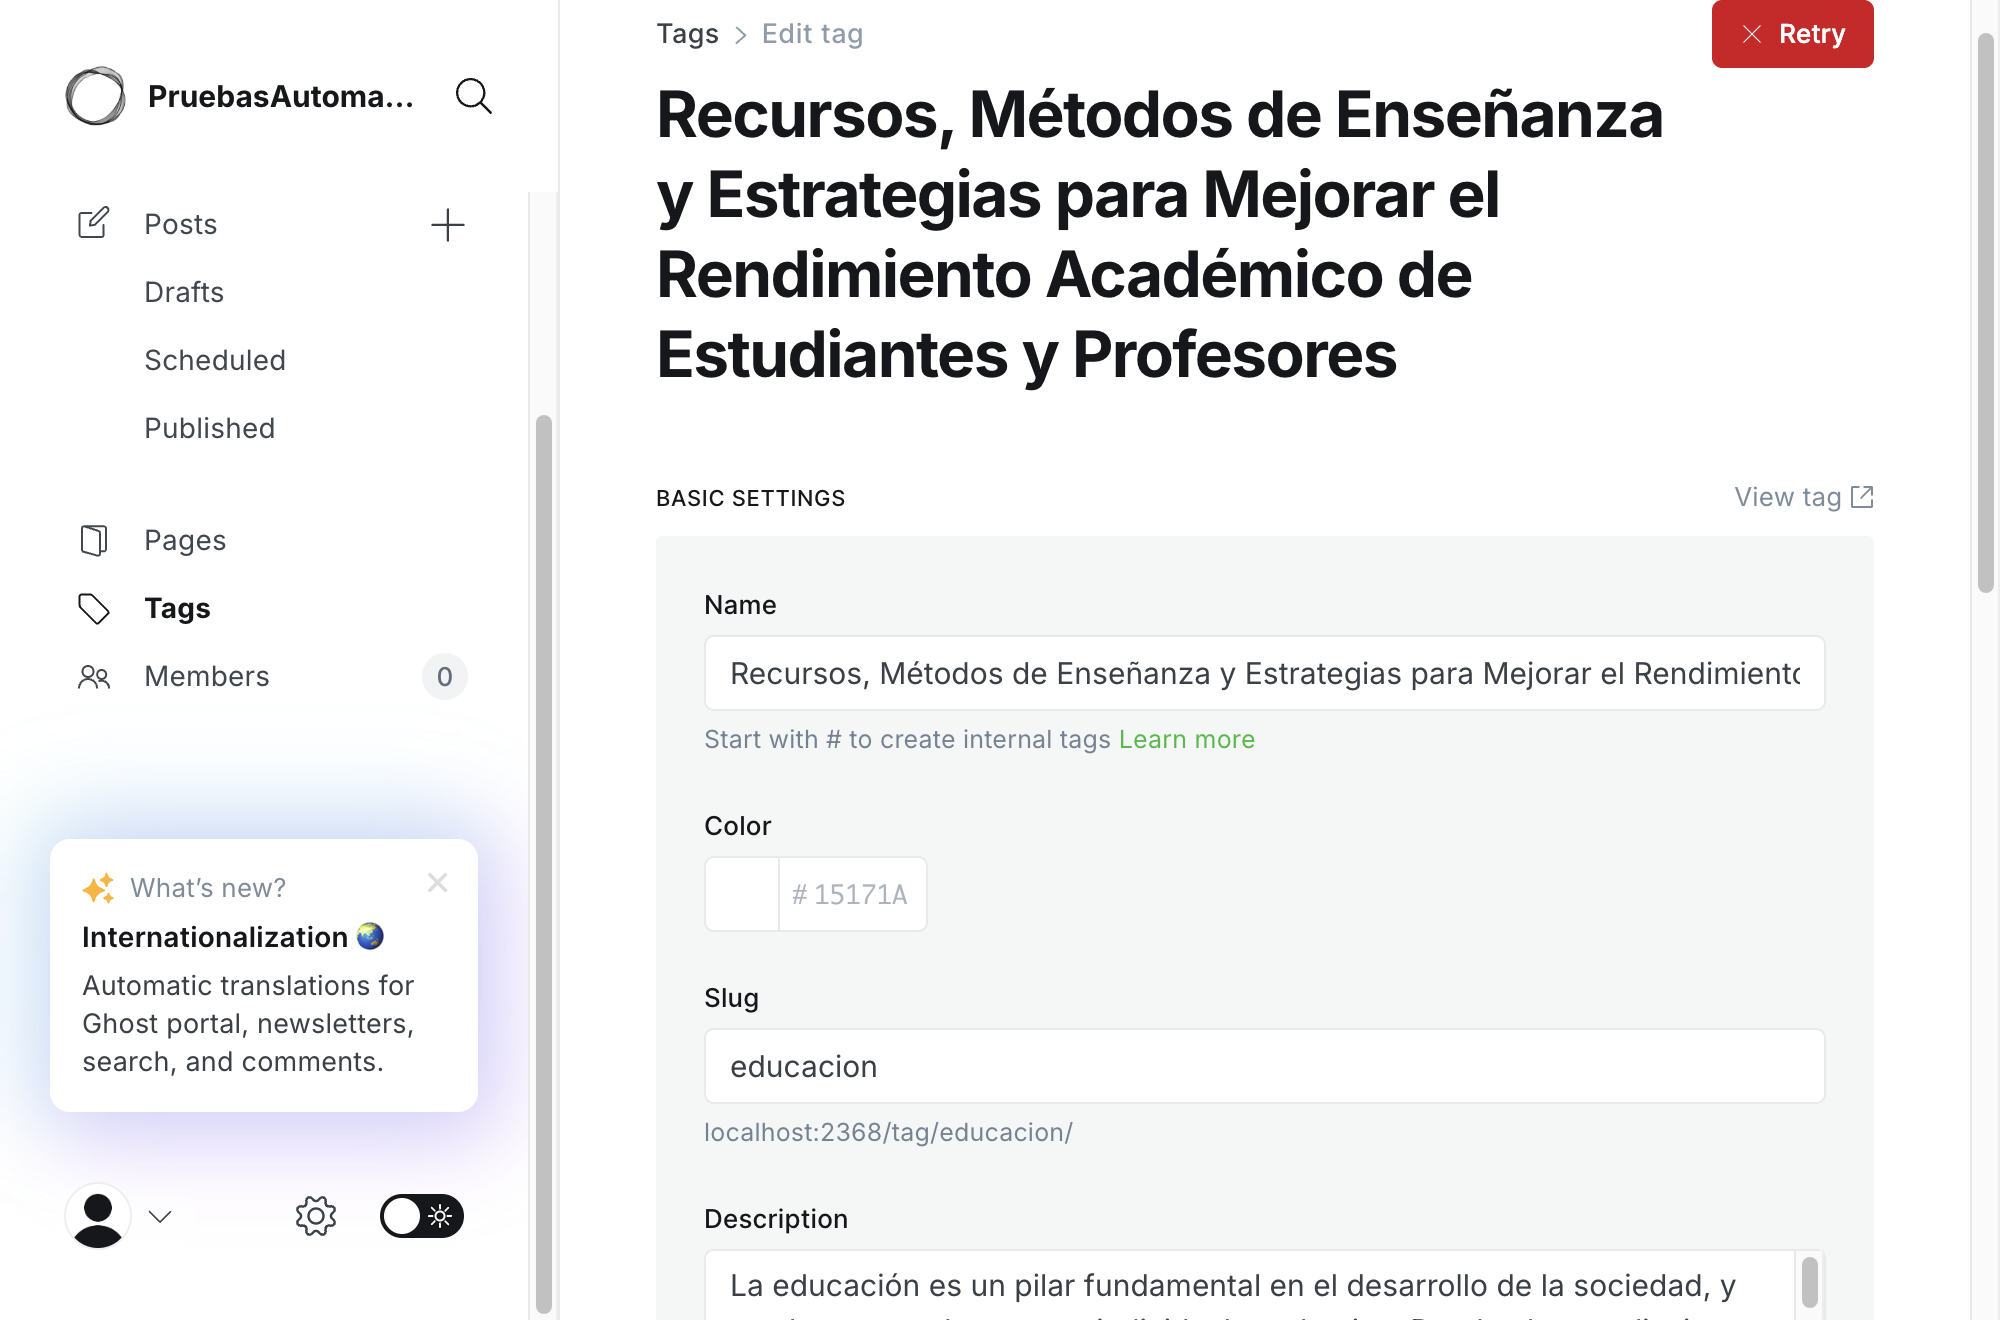 PruebasAutoma...
Posts
Drafts
Scheduled
Published
Pages
Tags
Members
0
What's new?
Internationalization
Automatic translations for
Ghost portal, newsletters,
search, and comments.
Tags > Edit tag
Retry
Recursos, Métodos de Enseñanza
y Estrategias para Mejorar el
Rendimiento Académico de
Estudiantes y Profesores
BASIC SETTINGS
View tag
Name
Recursos, Métodos de Enseñanza y Estrategias para Mejorar el Rendimiento
Start with # to create internal tags Learn more
Color
# 15171A
Slug
educacion
localhost:2368/tag/educacion/
Description
La educación es un pilar fundamental en el desarrollo de la sociedad, y